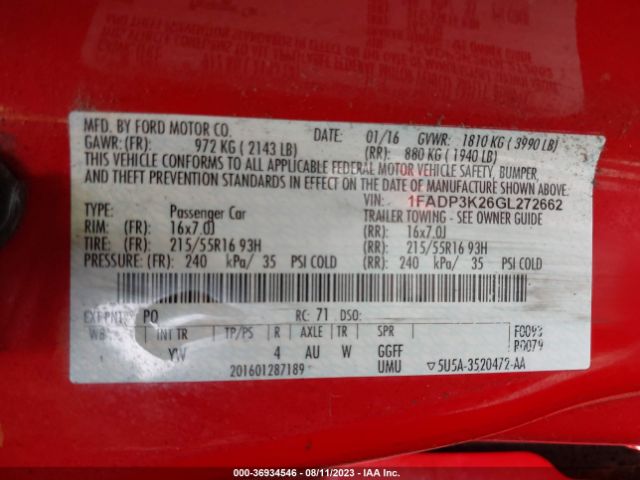 MFD. BY FORD MOTOR CO. DATE: 01/16 GVWR: 1810 KG ( 3990 LB)
GAWR: (FR): 972 KG ( 2143 LB) (RR): 880 KG ( 1940 LB)
THIS VEHICLE CONFORMS TO ALL APPLICABLE FEDERAL MOTOR VEHICLE SAFETY, BUMPER,
AND THEFT PREVENTION STANDARDS IN EFFECT ON THE DATE OF MANUFACTURE SHOWN ABOVE.
VIN: 1FADP3K26GL272662
TYPE: Passenger Car TRAILER TOWING - SEE OWNER GUIDE
RIM: (FR): 16x7.0J (RR): 16x7.0J
TIRE: (FR): 215/55R16 93H (RR): 215/55R16 93H
PRESSURE: (FR): 240 kPa/ 35 PSI COLD (RR): 240 kPa/ 35 PSI COLD
EXT PNT: PQ RC: 71 DSO:
WB INT TR TP/PS R AXLE TR SPR F0093
YW 4 AU W GGFF R0079
UMU
201601287189 5U5A-3520472-AA
000-36934546 - 08/11/2023 - IAA Inc.